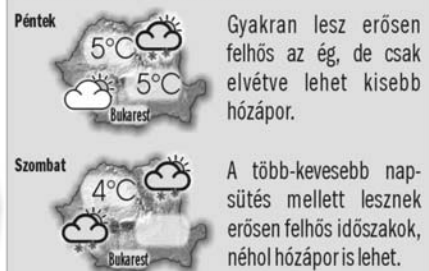 Péntek
5°C
5°C
Bukarest
Gyakran lesz erősen
felhős az ég, de csak
elvétve lehet kisebb
hózápor.
Szombat
4°C
Bukarest
A több-kevesebb nap-
sütés mellett lesznek
erősen felhős időszakok,
néhol hózápor is lehet.